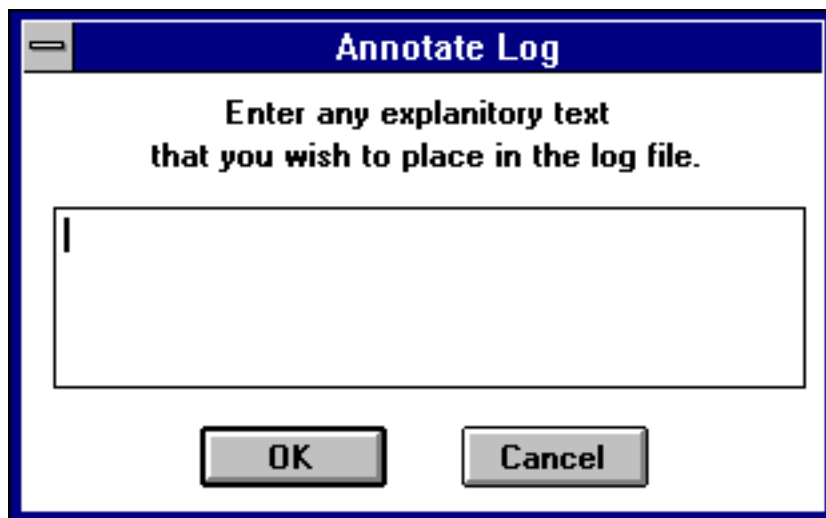 Annotate Log
Enter any explanitory text
that you wish to place in the log file.
OK
Cancel